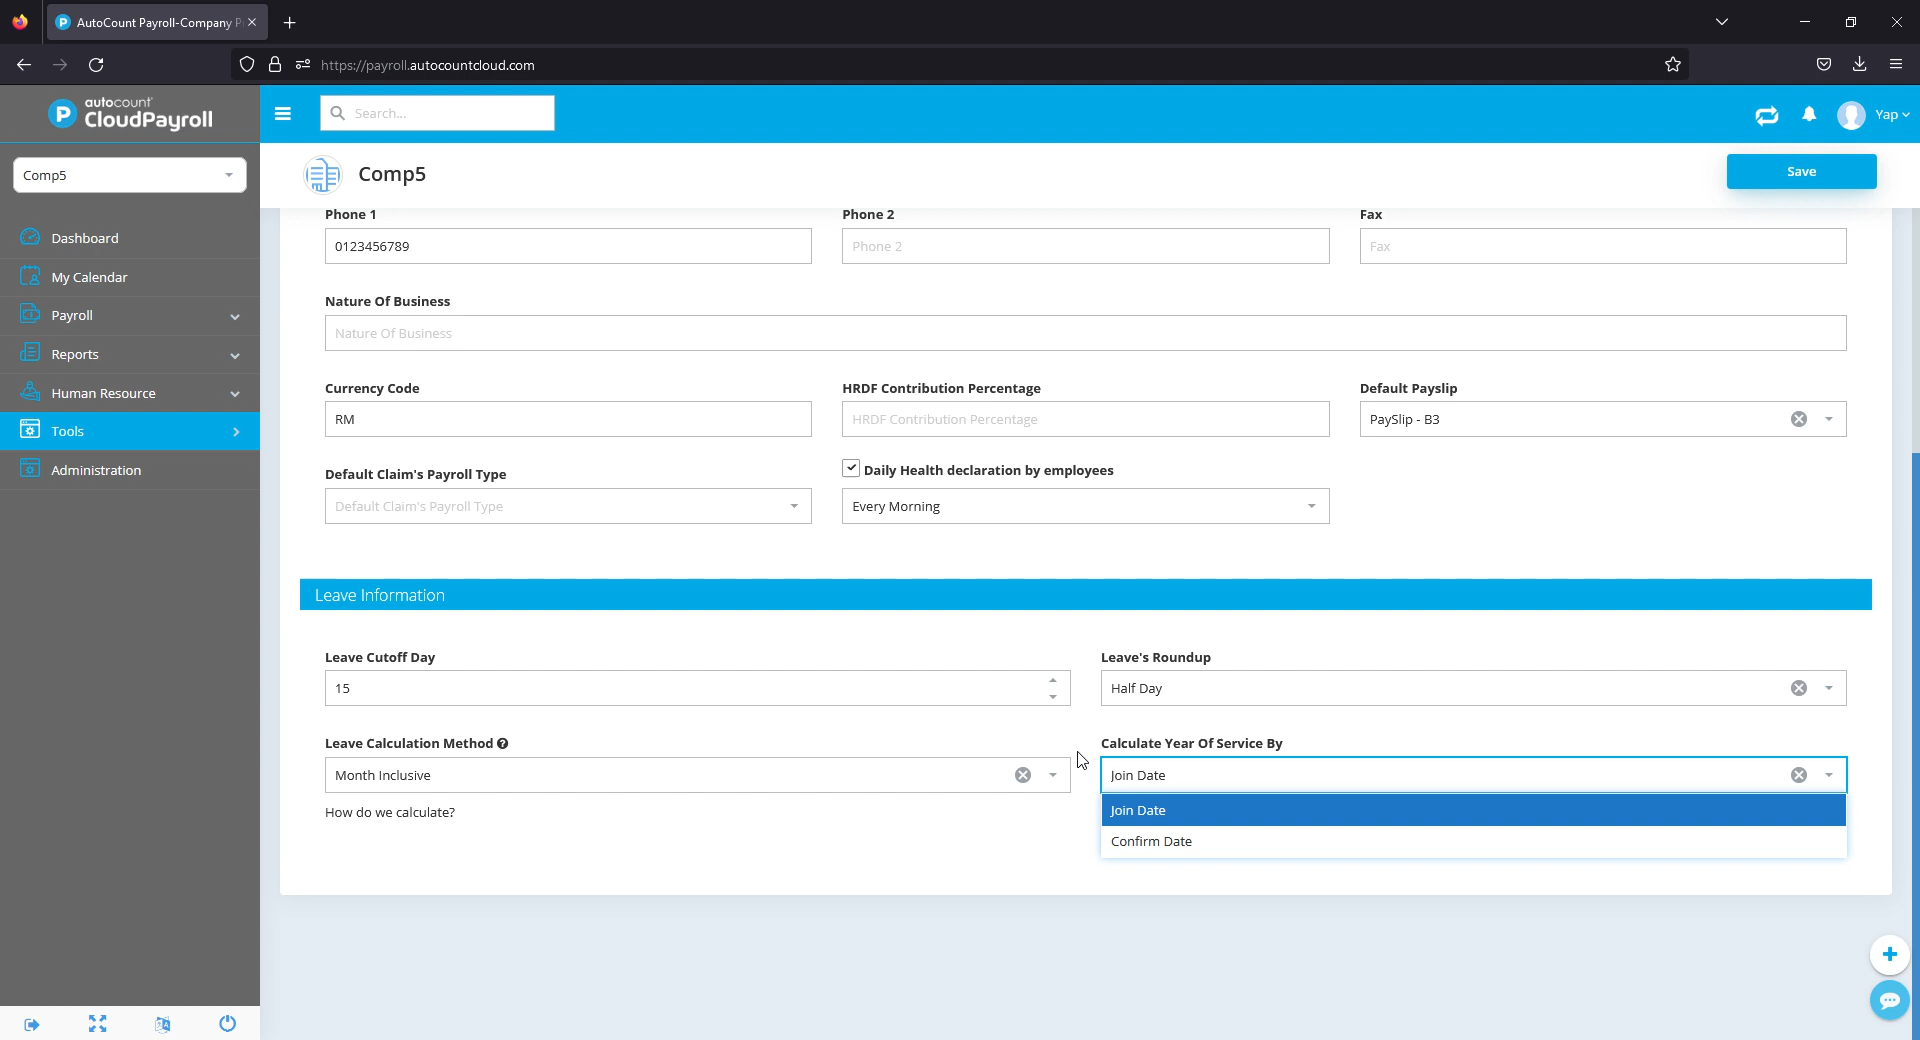 AutoCount Payroll-Company P
https://payroll.autocountcloud.com
autocount
CloudPayroll
Search...
Yap
Comp5
Comp5
Save
Dashboard
My Calendar
Payroll
Reports
Human Resource
Tools
Administration
Phone 1
Phone 2
Fax
0123456789
Phone 2
Fax
Nature Of Business
Nature Of Business
Currency Code
HRDF Contribution Percentage
Default Payslip
RM
HRDF Contribution Percentage
PaySlip - B3
Default Claim's Payroll Type
Daily Health declaration by employees
Default Claim's Payroll Type
Every Morning
Leave Information
Leave Cutoff Day
Leave's Roundup
15
Half Day
Leave Calculation Method
Calculate Year Of Service By
Month Inclusive
Join Date
How do we calculate?
Join Date
Confirm Date